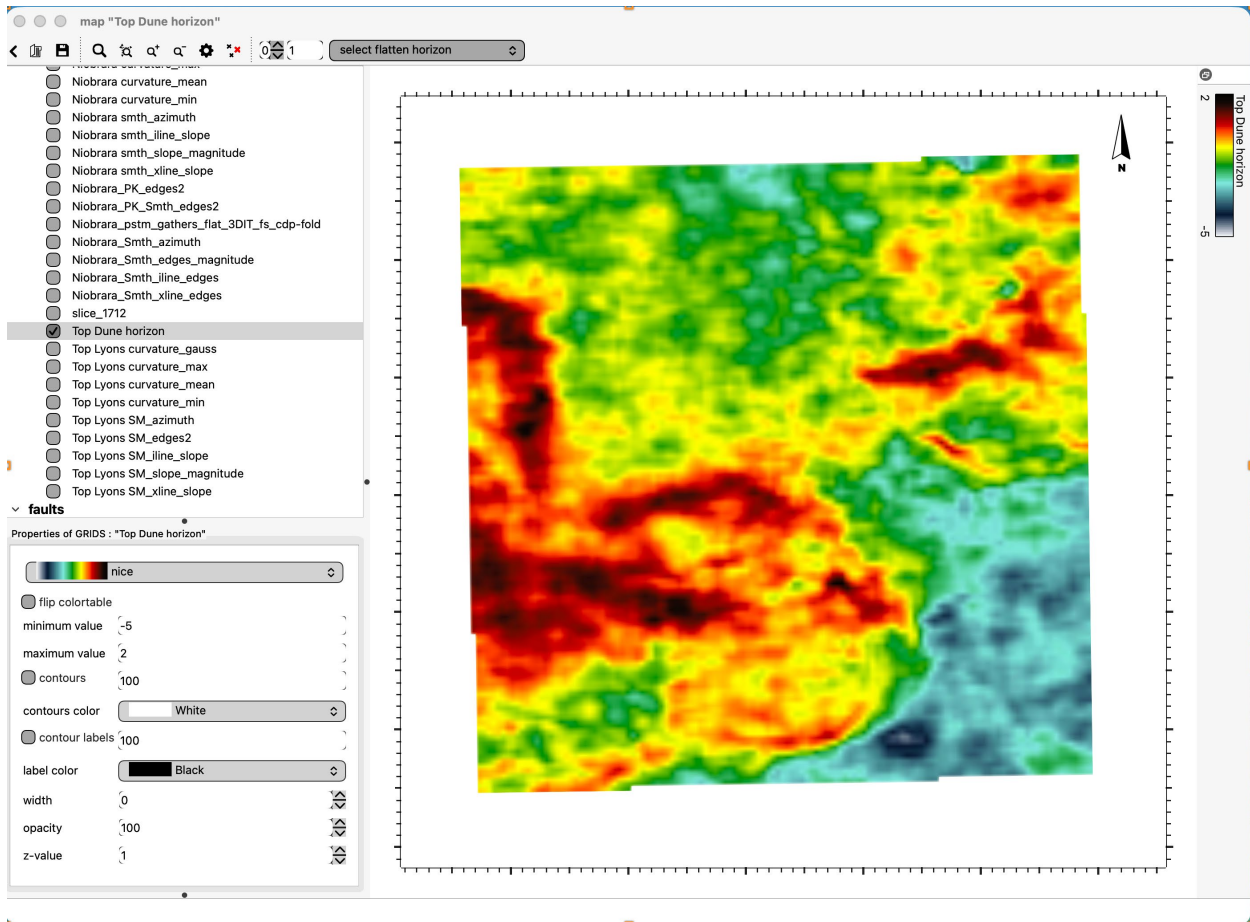 map "Top Dune horizon"
0 1 select flatten horizon
Niobrara curvature_max
Niobrara curvature_mean
Niobrara curvature_min
Niobrara smth_azimuth
Niobrara smth_iline_slope
Niobrara smth_slope_magnitude
Niobrara smth_xline_slope
Niobrara_PK_edges2
Niobrara_PK_Smth_edges2
Niobrara_pstm_gathers_flat_3DIT_fs_cdp-fold
Niobrara_Smth_azimuth
Niobrara_Smth_edges_magnitude
Niobrara_Smth_iline_edges
Niobrara_Smth_xline_edges
slice_1712
Top Dune horizon
Top Lyons curvature_gauss
Top Lyons curvature_max
Top Lyons curvature_mean
Top Lyons curvature_min
Top Lyons SM_azimuth
Top Lyons SM_edges2
Top Lyons SM_iline_slope
Top Lyons SM_slope_magnitude
Top Lyons SM_xline_slope
faults
Properties of GRIDS : "Top Dune horizon"
nice
flip colortable
minimum value -5
maximum value 2
contours 100
contours color White
contour labels 100
label color Black
width 0
opacity 100
z-value 1
N
Top Dune horizon
2
-5